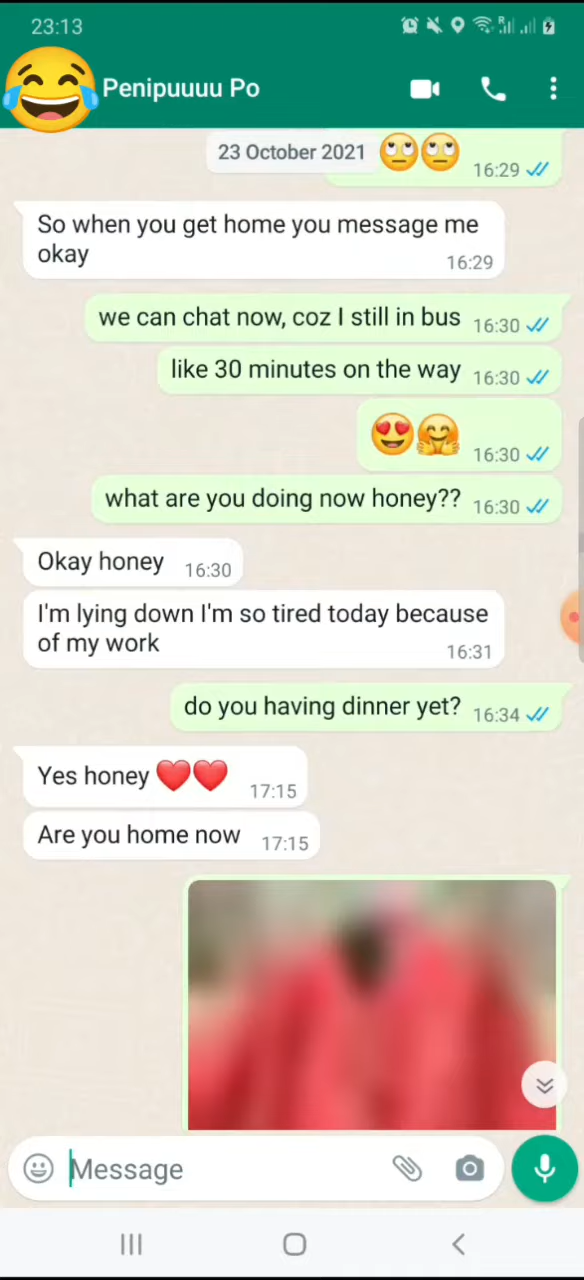 23:13
Penipuuuu Po
23 October 2021
🙄🙄 16:29
So when you get home you message me
okay
16:29
we can chat now, coz I still in bus 16:30
like 30 minutes on the way 16:30
😍🤗 16:30
what are you doing now honey?? 16:30
Okay honey 16:30
I'm lying down I'm so tired today because
of my work
16:31
do you having dinner yet? 16:34
Yes honey ❤️❤️ 17:15
Are you home now 17:15
Message